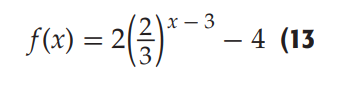 f(x) = 2(2/3)^{x − 3} − 4 (13